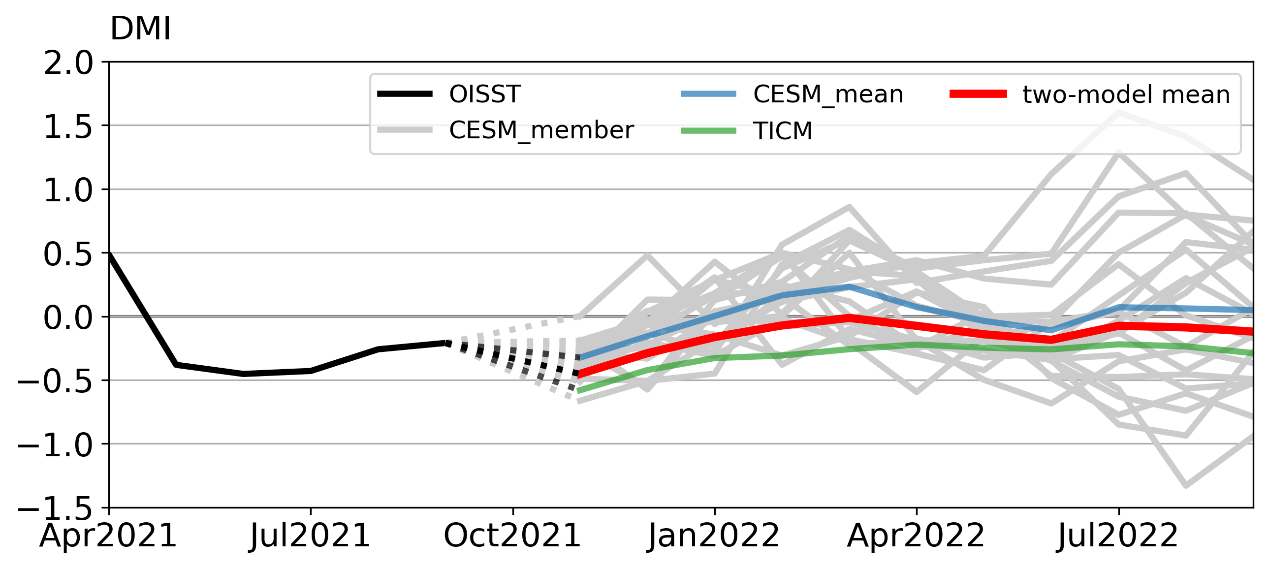 DMI
2.0
1.5
1.0
0.5
0.0
−0.5
−1.0
−1.5
OISST
CESM_member
CESM_mean
TICM
two-model mean
Apr2021 Jul2021 Oct2021 Jan2022 Apr2022 Jul2022